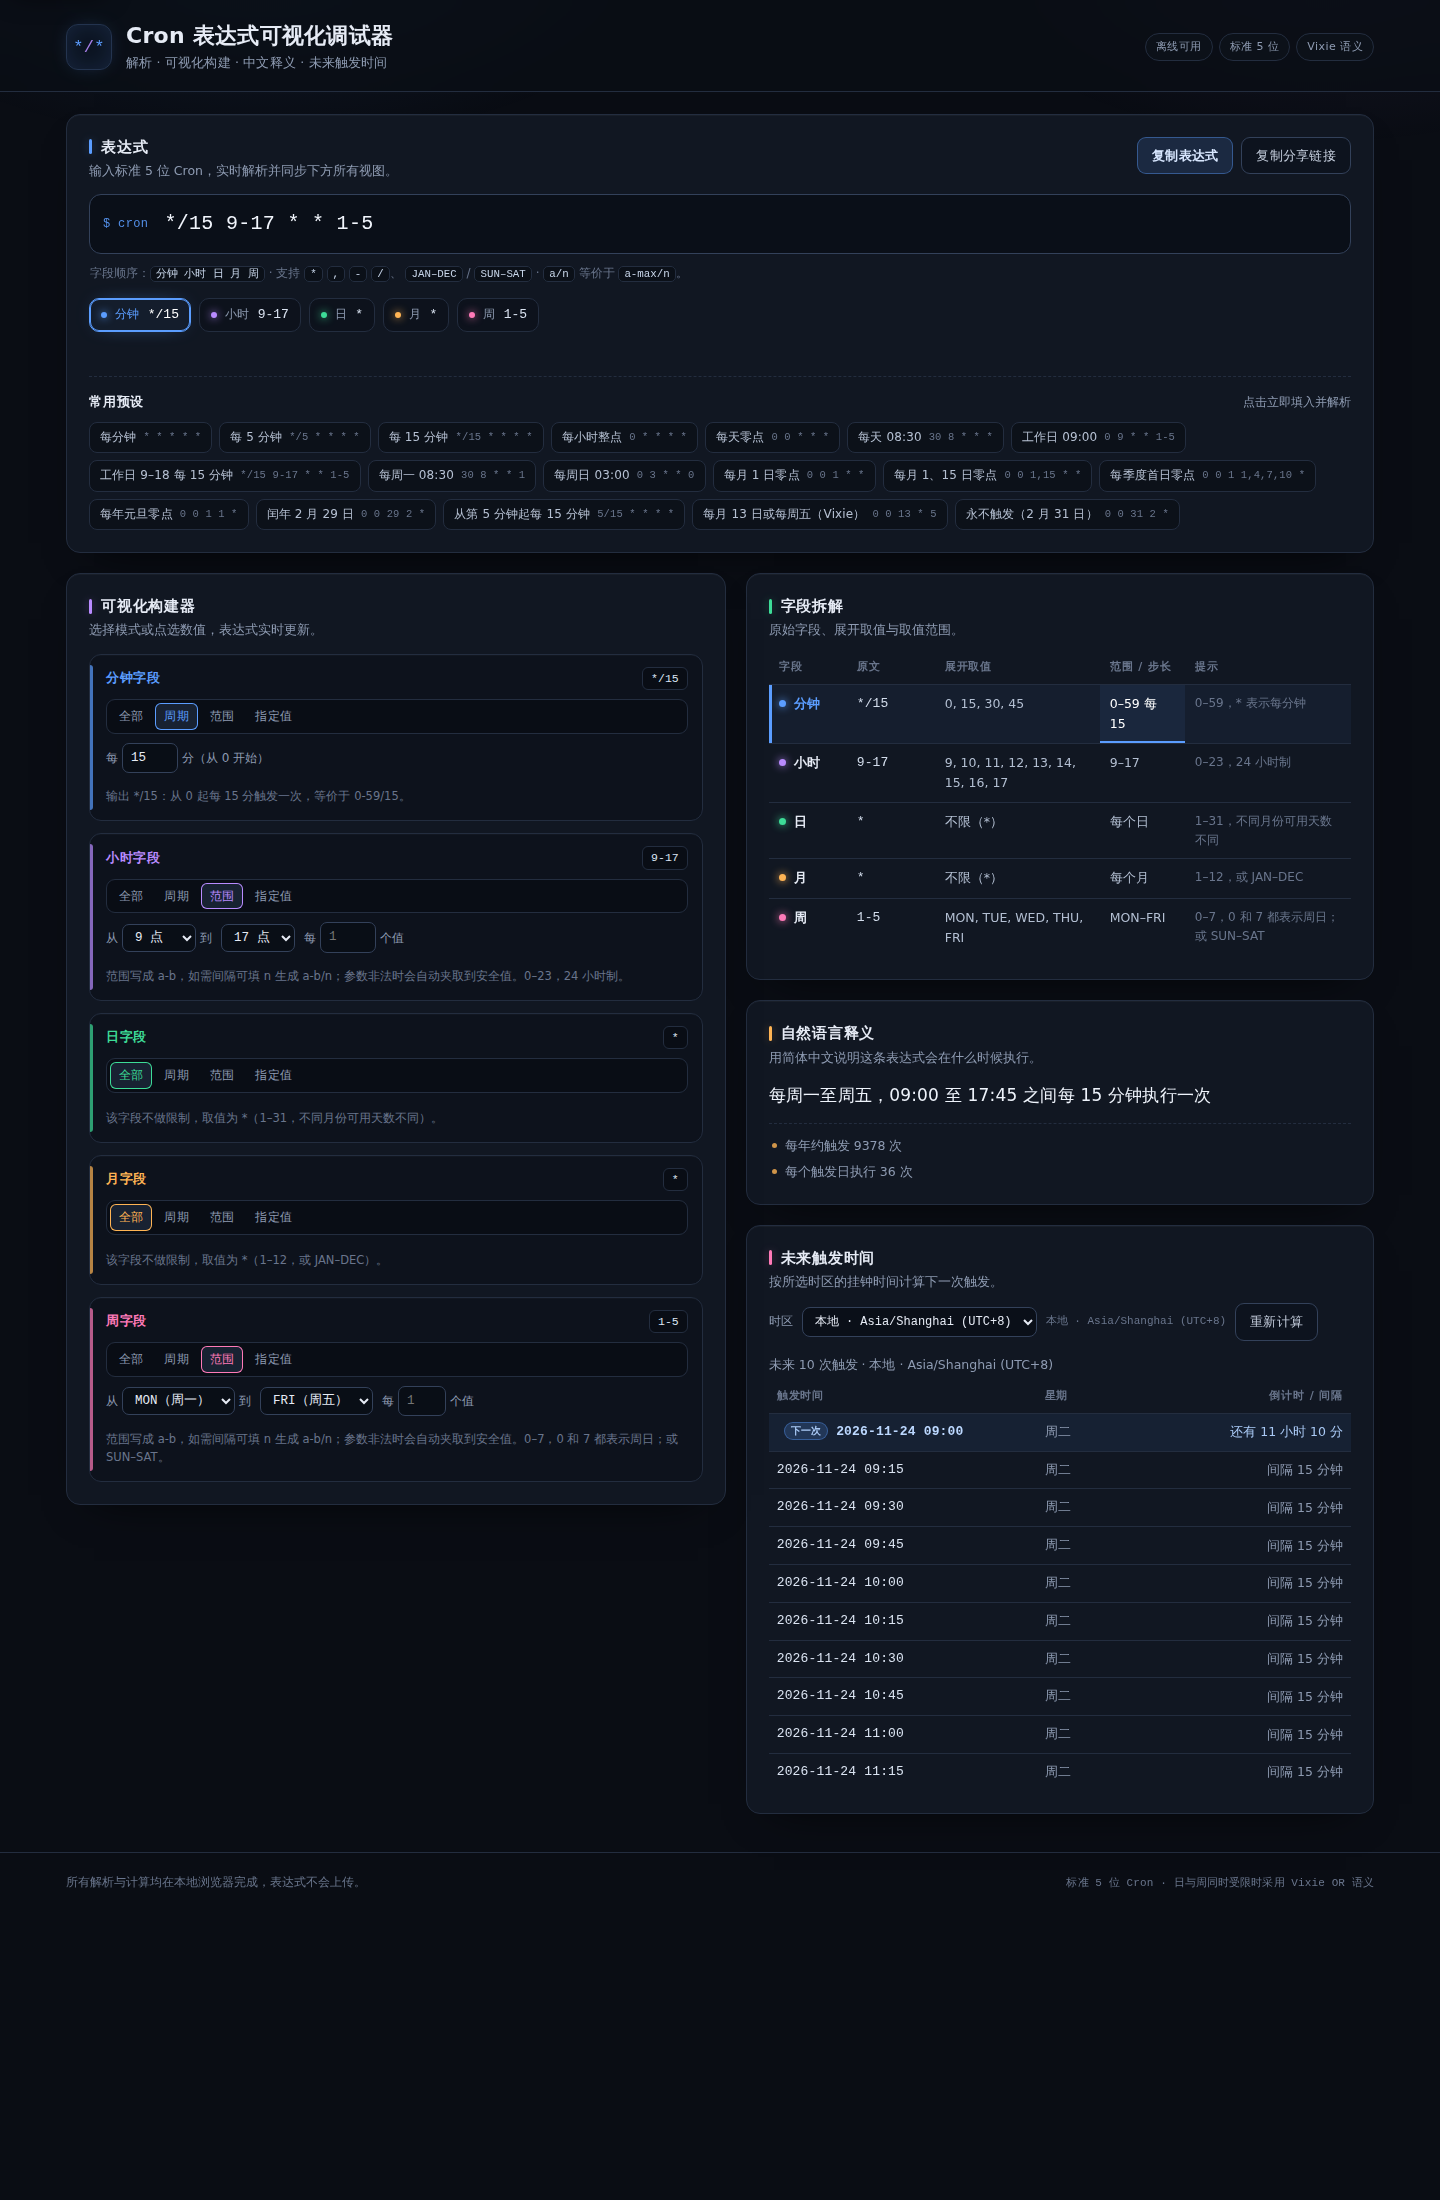 */*
Cron 表达式可视化调试器
解析 · 可视化构建 · 中文释义 · 未来触发时间
离线可用 标准 5 位 Vixie 语义
表达式
输入标准 5 位 Cron，实时解析并同步下方所有视图。
复制表达式 复制分享链接
$ cron */15 9-17 * * 1-5
字段顺序：分钟 小时 日 月 周 · 支持 * , - / 、 JAN–DEC / SUN–SAT · a/n 等价于 a-max/n。
分钟 */15 小时 9-17 日 * 月 * 周 1-5
常用预设
点击立即填入并解析
每分钟 * * * * * 每 5 分钟 */5 * * * * 每 15 分钟 */15 * * * * 每小时整点 0 * * * * 每天零点 0 0 * * * 每天 08:30 30 8 * * * 工作日 09:00 0 9 * * 1-5
工作日 9–18 每 15 分钟 */15 9-17 * * 1-5 每周一 08:30 30 8 * * 1 每周日 03:00 0 3 * * 0 每月 1 日零点 0 0 1 * * 每月 1、15 日零点 0 0 1,15 * * 每季度首日零点 0 0 1 1,4,7,10 *
每年元旦零点 0 0 1 1 * 闰年 2 月 29 日 0 0 29 2 * 从第 5 分钟起每 15 分钟 5/15 * * * * 每月 13 日或每周五（Vixie） 0 0 13 * 5 永不触发（2 月 31 日） 0 0 31 2 *
可视化构建器
选择模式或点选数值，表达式实时更新。
分钟字段 */15
全部 周期 范围 指定值
每 15 分（从 0 开始）
输出 */15：从 0 起每 15 分触发一次，等价于 0-59/15。
小时字段 9-17
全部 周期 范围 指定值
从 9 点 到 17 点 每 1 个值
范围写成 a-b，如需间隔可填 n 生成 a-b/n；参数非法时会自动夹取到安全值。0–23，24 小时制。
日字段 *
全部 周期 范围 指定值
该字段不做限制，取值为 *（1–31，不同月份可用天数不同）。
月字段 *
全部 周期 范围 指定值
该字段不做限制，取值为 *（1–12，或 JAN–DEC）。
周字段 1-5
全部 周期 范围 指定值
从 MON（周一） 到 FRI（周五） 每 1 个值
范围写成 a-b，如需间隔可填 n 生成 a-b/n；参数非法时会自动夹取到安全值。0–7，0 和 7 都表示周日；或
SUN–SAT。
字段拆解
原始字段、展开取值与取值范围。
字段 原文 展开取值 范围 / 步长 提示
分钟 */15 0, 15, 30, 45 0–59 每 0–59，* 表示每分钟
15
小时 9-17 9, 10, 11, 12, 13, 14, 9–17 0–23，24 小时制
15, 16, 17
日 * 不限（*） 每个日 1–31，不同月份可用天数
不同
月 * 不限（*） 每个月 1–12，或 JAN–DEC
周 1-5 MON, TUE, WED, THU, MON–FRI 0–7，0 和 7 都表示周日；
FRI 或 SUN–SAT
自然语言释义
用简体中文说明这条表达式会在什么时候执行。
每周一至周五，09:00 至 17:45 之间每 15 分钟执行一次
每年约触发 9378 次
每个触发日执行 36 次
未来触发时间
按所选时区的挂钟时间计算下一次触发。
时区 本地 · Asia/Shanghai (UTC+8) 本地 · Asia/Shanghai (UTC+8) 重新计算
未来 10 次触发 · 本地 · Asia/Shanghai (UTC+8)
触发时间 星期 倒计时 / 间隔
下一次 2026-11-24 09:00 周二 还有 11 小时 10 分
2026-11-24 09:15 周二 间隔 15 分钟
2026-11-24 09:30 周二 间隔 15 分钟
2026-11-24 09:45 周二 间隔 15 分钟
2026-11-24 10:00 周二 间隔 15 分钟
2026-11-24 10:15 周二 间隔 15 分钟
2026-11-24 10:30 周二 间隔 15 分钟
2026-11-24 10:45 周二 间隔 15 分钟
2026-11-24 11:00 周二 间隔 15 分钟
2026-11-24 11:15 周二 间隔 15 分钟
所有解析与计算均在本地浏览器完成，表达式不会上传。
标准 5 位 Cron · 日与周同时受限时采用 Vixie OR 语义